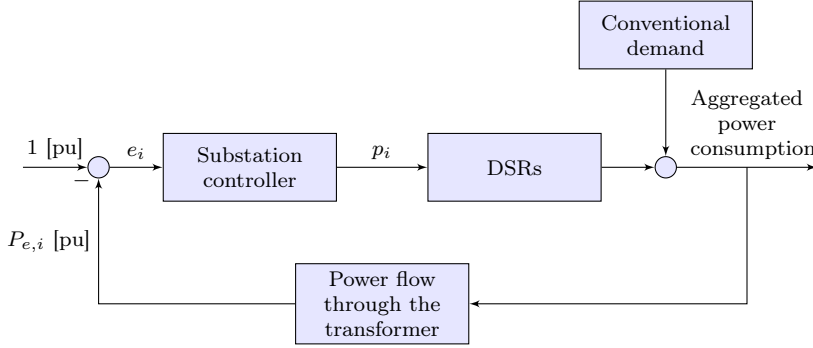 Conventional
demand
Aggregated
power
consumption
1 [pu]
e_i
Substation
controller
p_i
DSRs
−
P_{e,i} [pu]
Power flow
through the
transformer